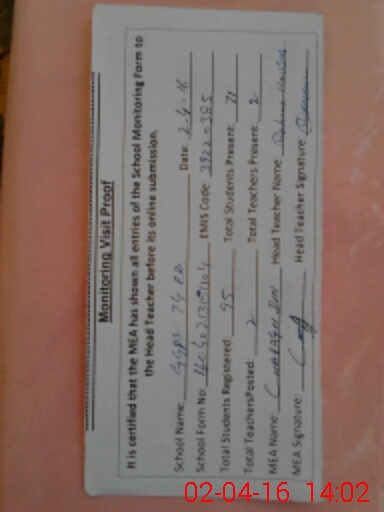 Monitoring Visit Proof
It is certified that the MEA has shown all entries of the School Monitoring Form to
the Head Teacher before its online submission.
School Name: GGPS 74 Date: 2-4-16
School Form No: EMIS Code: 3922 0385
Total Students Registered: 95 Total Students Present: 71
Total TeachersPosted: 2 Total Teachers Present: 2
MEA Name Head Teacher Name
MEA Signature Head Teacher Signature
02-04-16 14:02